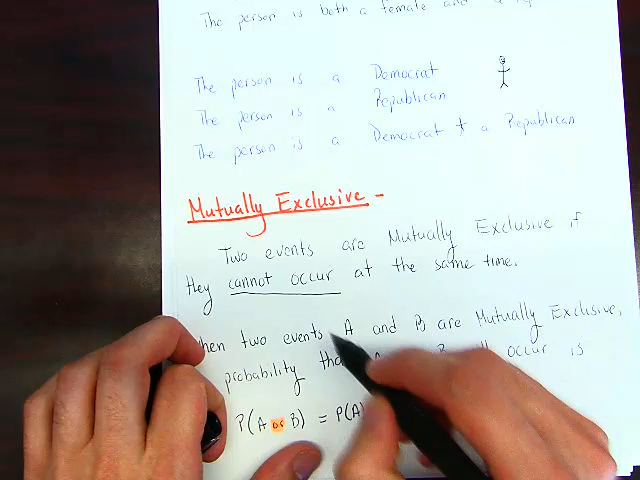 The person is both a female and a
The person is a Democrat
The person is a Republican
The person is a Democrat + a Republican
Mutually Exclusive -
Two events are Mutually Exclusive if
they cannot occur at the same time.
When two events A and B are Mutually Exclusive,
probability that occur is
P(A or B) = P(A)